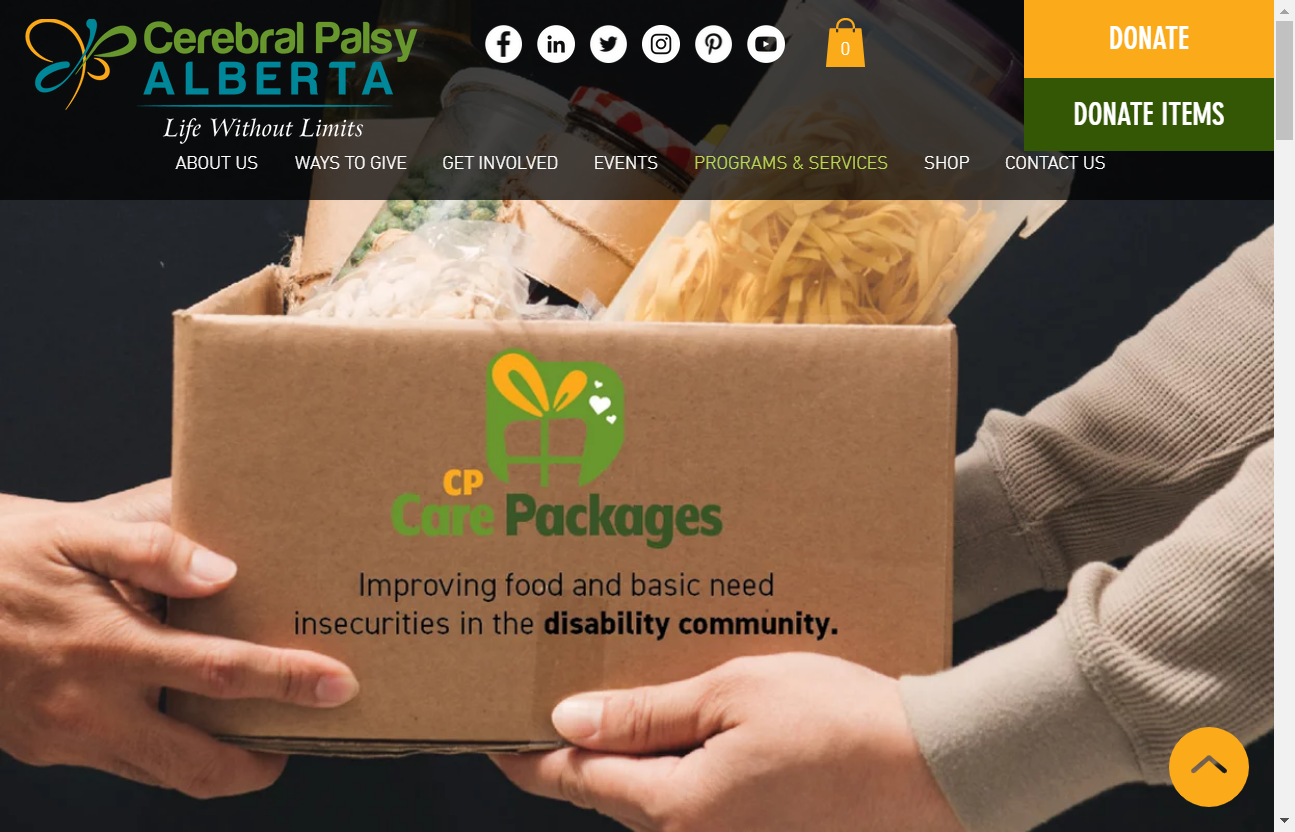 Cerebral Palsy
ALBERTA
Life Without Limits
0
DONATE
DONATE ITEMS
ABOUT US
WAYS TO GIVE
GET INVOLVED
EVENTS
PROGRAMS & SERVICES
SHOP
CONTACT US
CP
Care Packages
Improving food and basic need
insecurities in the disability community.